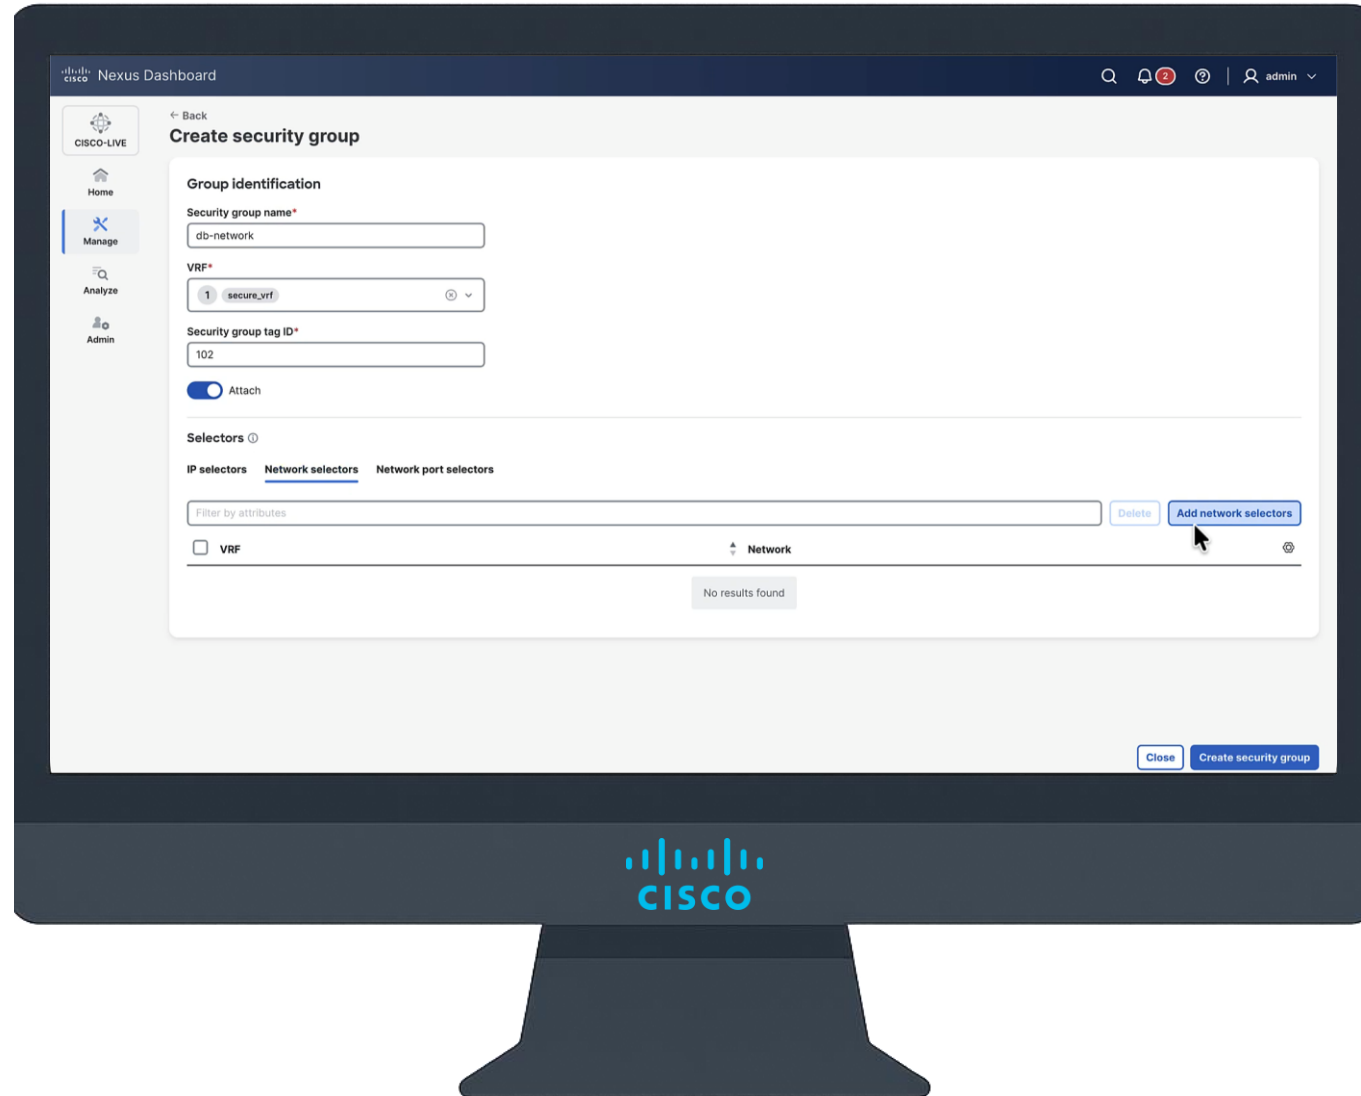 cisco Nexus Dashboard
2
admin
CISCO-LIVE
Home
Manage
Analyze
Admin
← Back
Create security group
Group identification
Security group name*
db-network
VRF*
1 secure_vrf
Security group tag ID*
102
Attach
Selectors
IP selectors Network selectors Network port selectors
Filter by attributes Delete Add network selectors
VRF Network
No results found
Close Create security group
CISCO